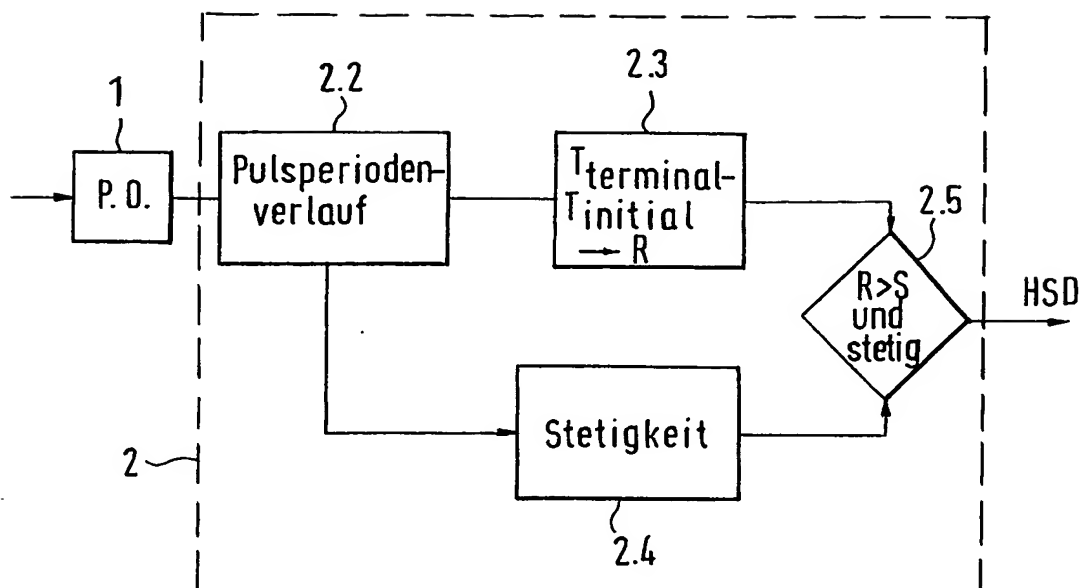 1
P.O.
2.2
Pulsperioden-
verlauf
2.3
Tterminal-
Tinitial
→ R
2.5
R>S
und
stetig
HSD
Stetigkeit
2
2.4